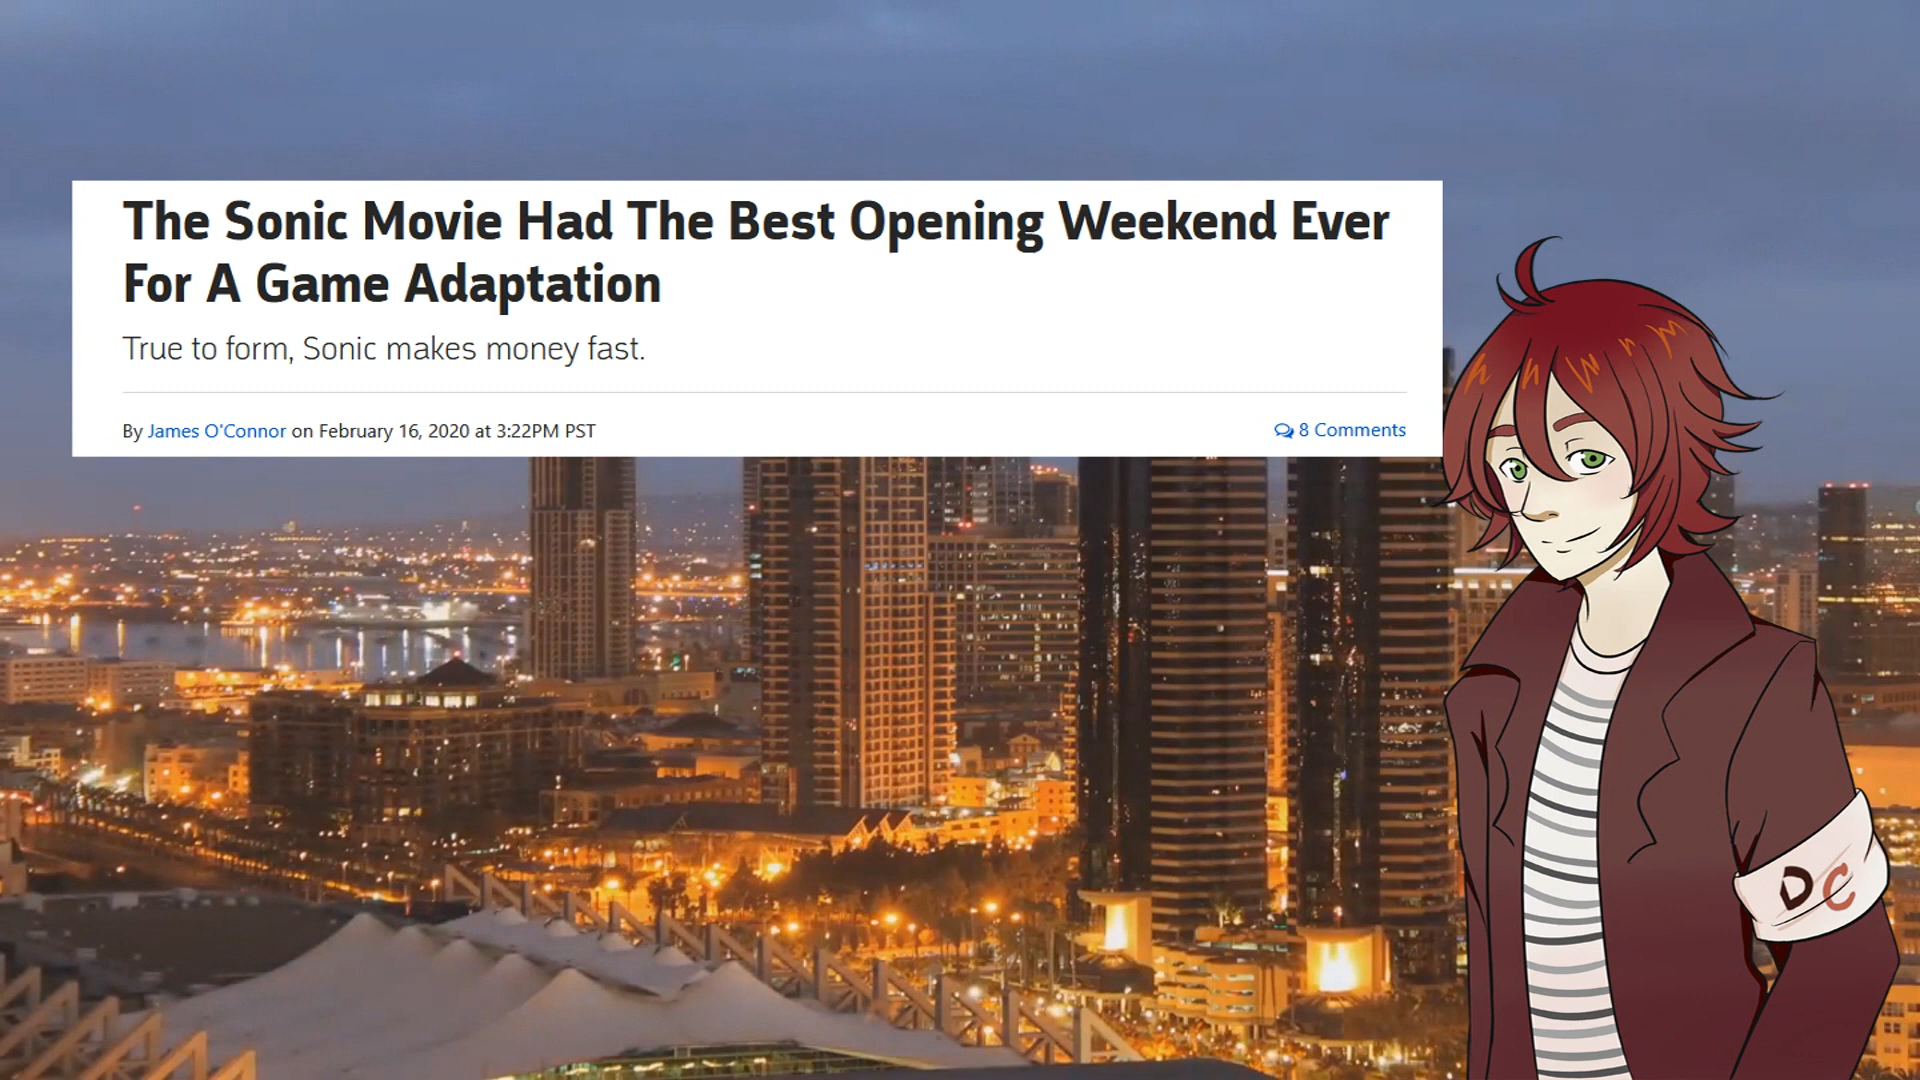 The Sonic Movie Had The Best Opening Weekend Ever
For A Game Adaptation
True to form, Sonic makes money fast.
By James O'Connor on February 16, 2020 at 3:22PM PST
8 Comments
DC